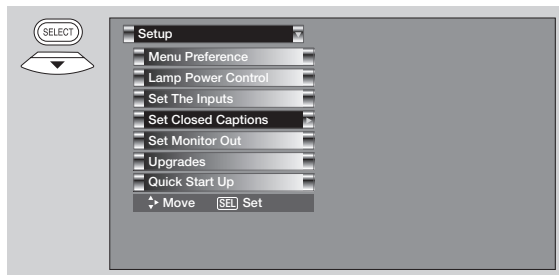 SELECT
Setup
Menu Preference
Lamp Power Control
Set The Inputs
Set Closed Captions
Set Monitor Out
Upgrades
Quick Start Up
Move SEL Set